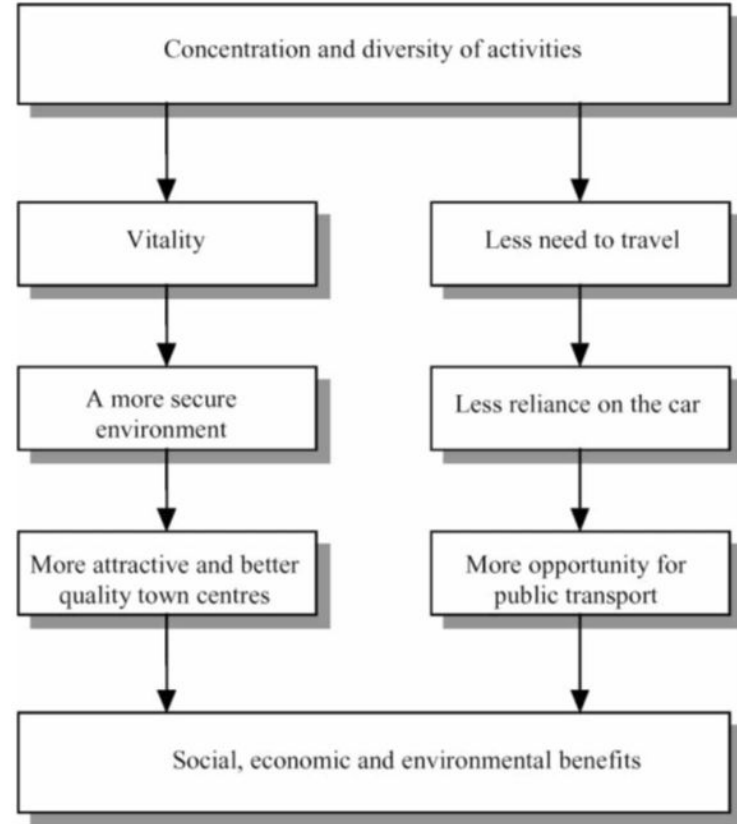 Concentration and diversity of activities
Vitality
Less need to travel
A more secure
environment
Less reliance on the car
More attractive and better
quality town centres
More opportunity for
public transport
Social, economic and environmental benefits